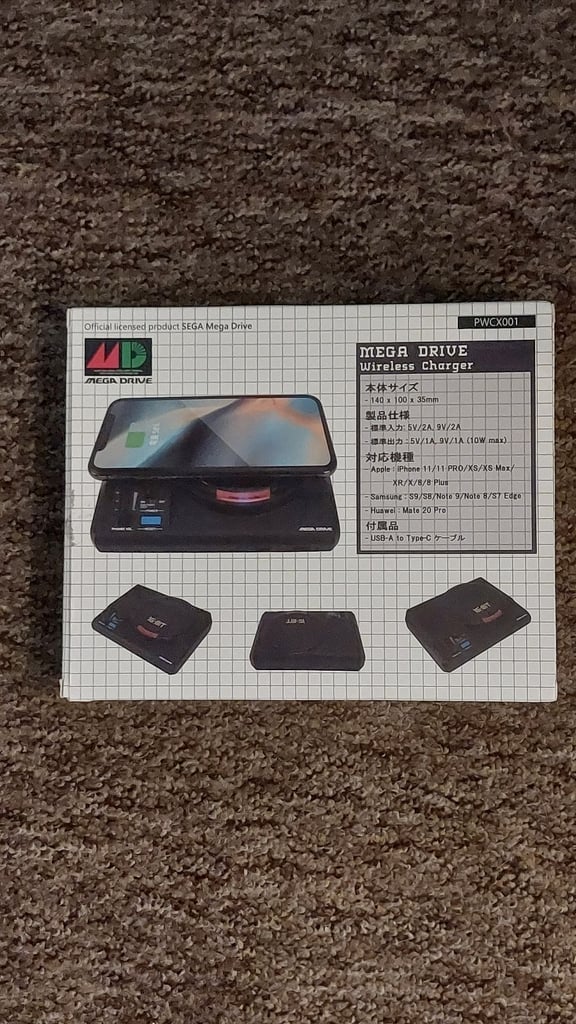 Official licensed product SEGA Mega Drive
PWCX001
MD
MEGA DRIVE
MEGA DRIVE
Wireless Charger
本体サイズ
- 140 x 100 x 35mm
製品仕様
- 標準入力: 5V/2A, 9V/2A
- 標準出力: 5V/1A, 9V/1A (10W max)
対応機種
- Apple: iPhone 11/11 PRO/XS/XS Max/
XR/X/8/8 Plus
- Samsung: S9/S8/Note 9/Note 8/S7 Edge
- Huawei: Mate 20 Pro
付属品
- USB-A to Type-C ケーブル
MEGA DRIVE
16-BIT
16-BIT
16-BIT